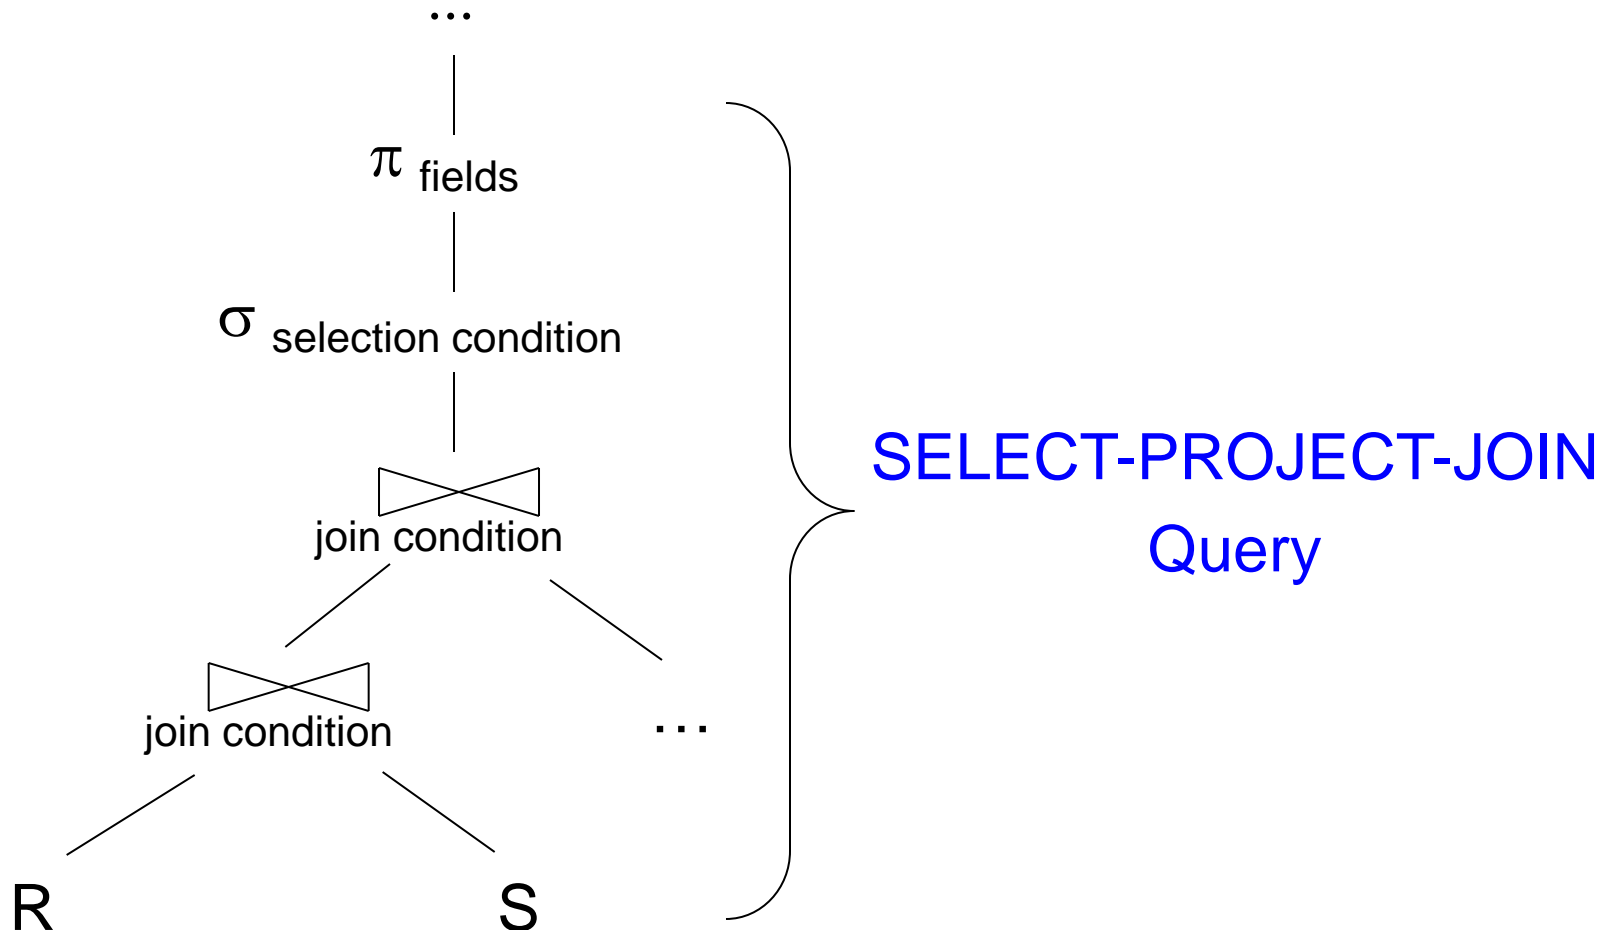 ...
π fields
σ selection condition
join condition
SELECT-PROJECT-JOIN
Query
join condition
...
R
S